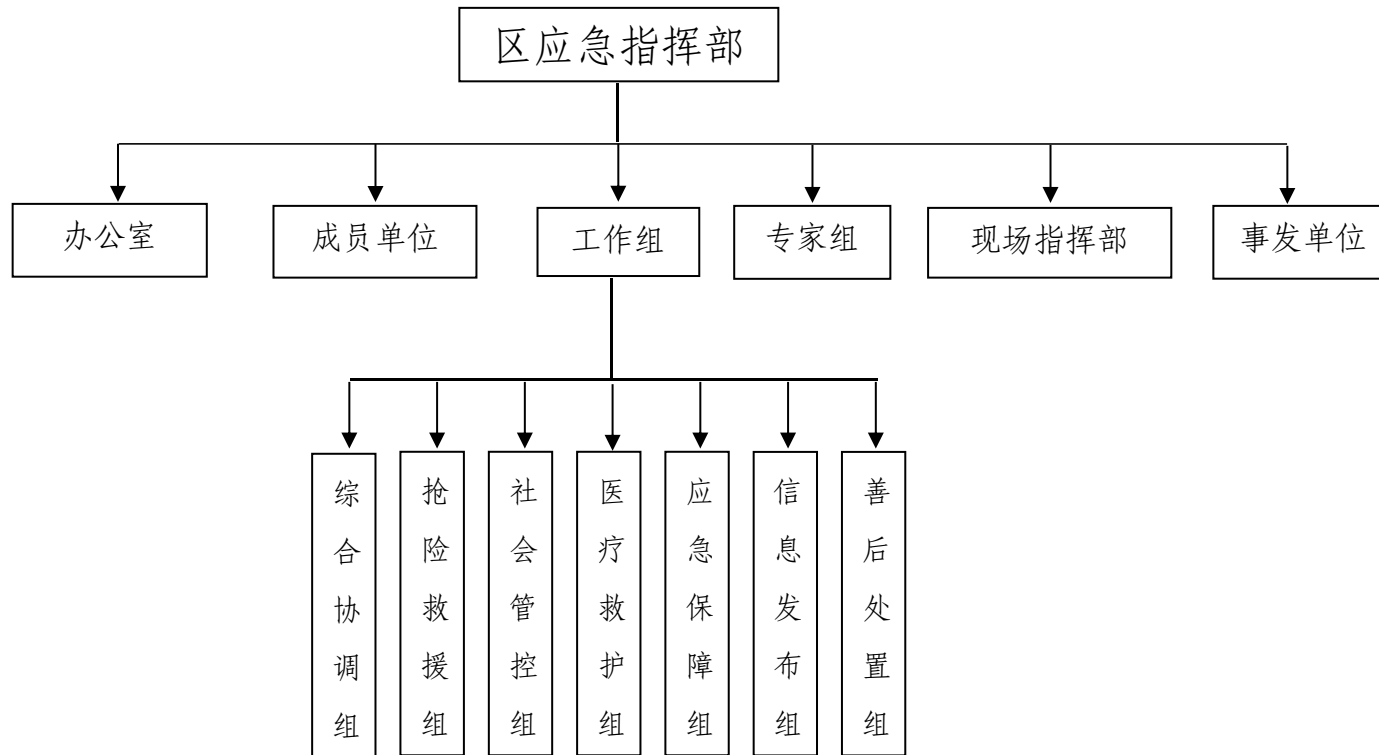 区应急指挥部
办公室
成员单位
工作组
专家组
现场指挥部
事发单位
综合协调组
抢险救援组
社会管控组
医疗救护组
应急保障组
信息发布组
善后处置组